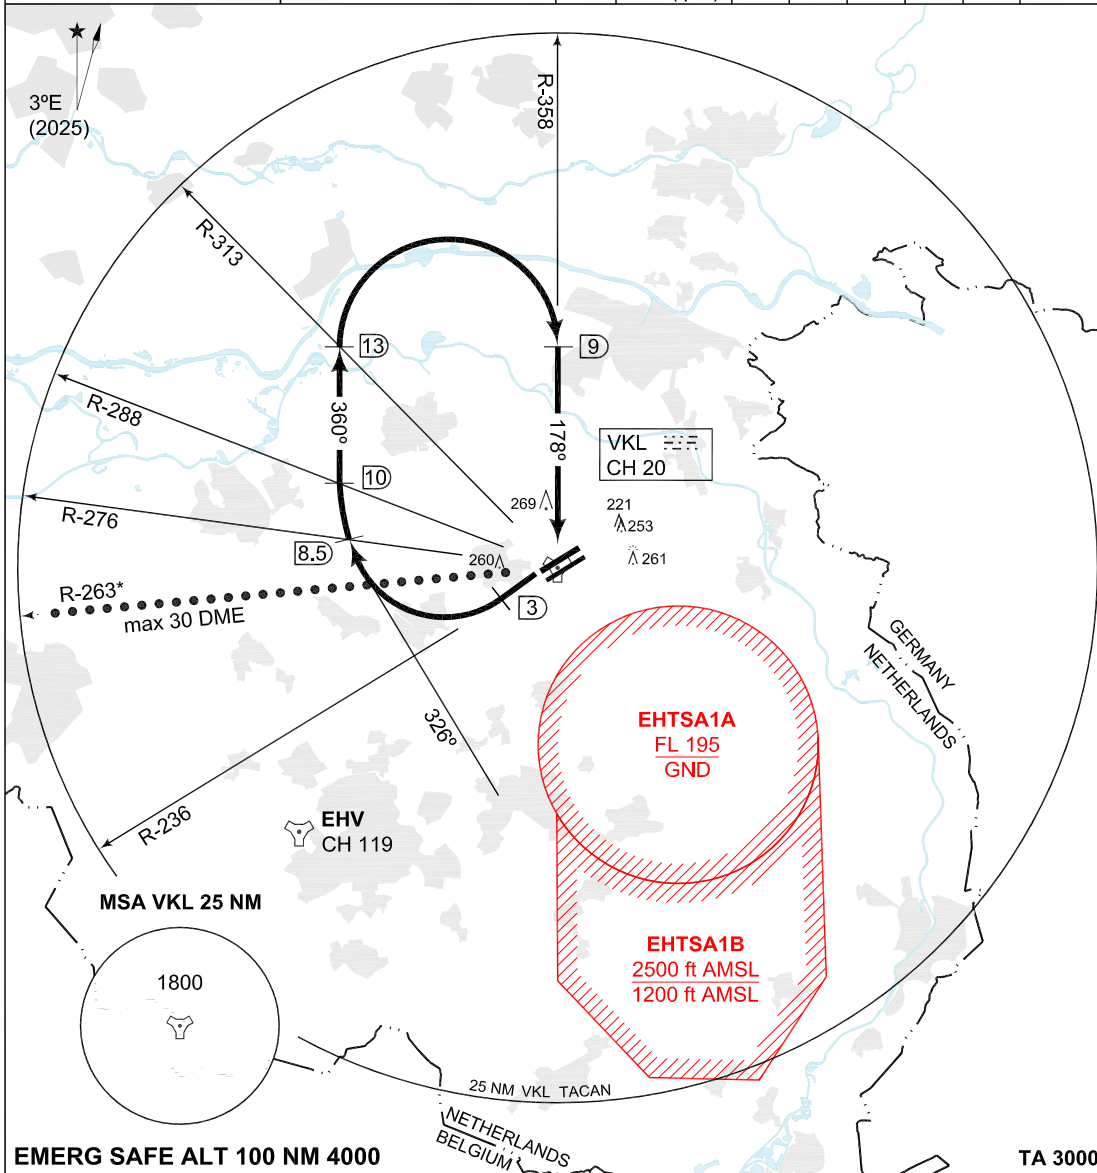 3ºE
(2025)
R-358
R-313
13
9
R-288
360º
178º
VKL
CH 20
10
269
221
253
R-276
8.5
260
261
R-263*
max 30 DME
3
GERMANY
NETHERLANDS
326º
EHTSA1A
FL 195
GND
R-236
EHV
CH 119
MSA VKL 25 NM
1800
EHTSA1B
2500 ft AMSL
1200 ft AMSL
25 NM VKL TACAN
NETHERLANDS
BELGIUM
EMERG SAFE ALT 100 NM 4000
TA 3000